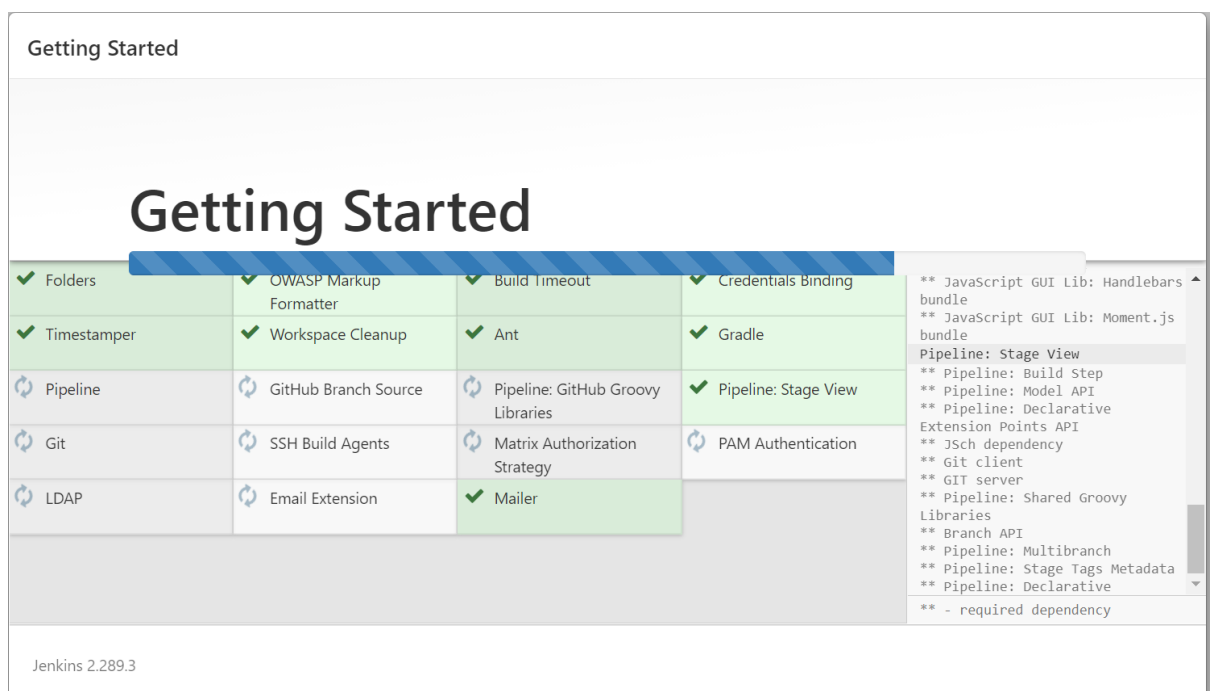 Getting Started
Getting Started
Folders
OWASP Markup
Formatter
Build Timeout
Credentials Binding
Timestamper
Workspace Cleanup
Ant
Gradle
Pipeline
GitHub Branch Source
Pipeline: GitHub Groovy
Libraries
Pipeline: Stage View
Git
SSH Build Agents
Matrix Authorization
Strategy
PAM Authentication
LDAP
Email Extension
Mailer
** JavaScript GUI Lib: Handlebars
bundle
** JavaScript GUI Lib: Moment.js
bundle
Pipeline: Stage View
** Pipeline: Build Step
** Pipeline: Model API
** Pipeline: Declarative
Extension Points API
** JSch dependency
** Git client
** GIT server
** Pipeline: Shared Groovy
Libraries
** Branch API
** Pipeline: Multibranch
** Pipeline: Stage Tags Metadata
** Pipeline: Declarative
** - required dependency
Jenkins 2.289.3